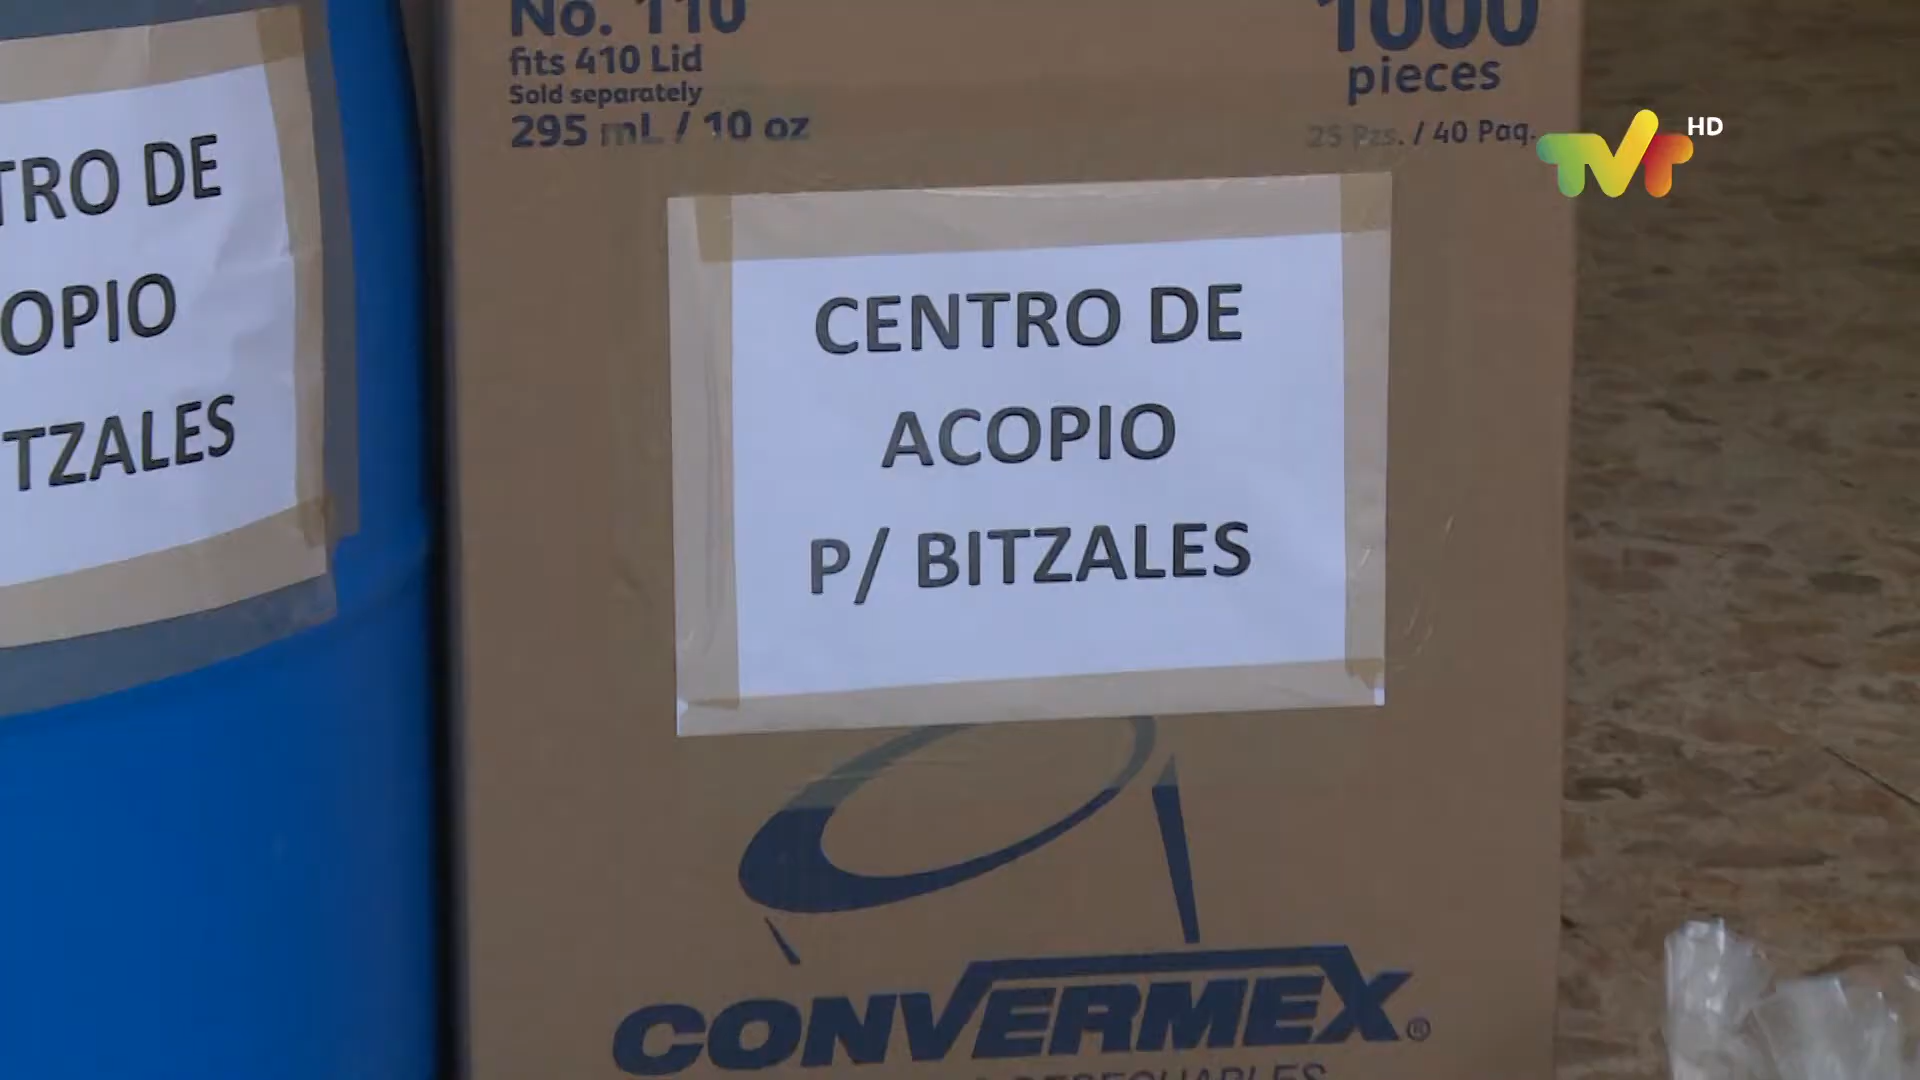 No. 110
fits 410 Lid
Sold separately
295 mL / 10 oz
1000
pieces
25 Pzs. / 40 Paq.
TVT HD
TRO DE
OPIO
TZALES
CENTRO DE
ACOPIO
P/ BITZALES
CONVERMEX®